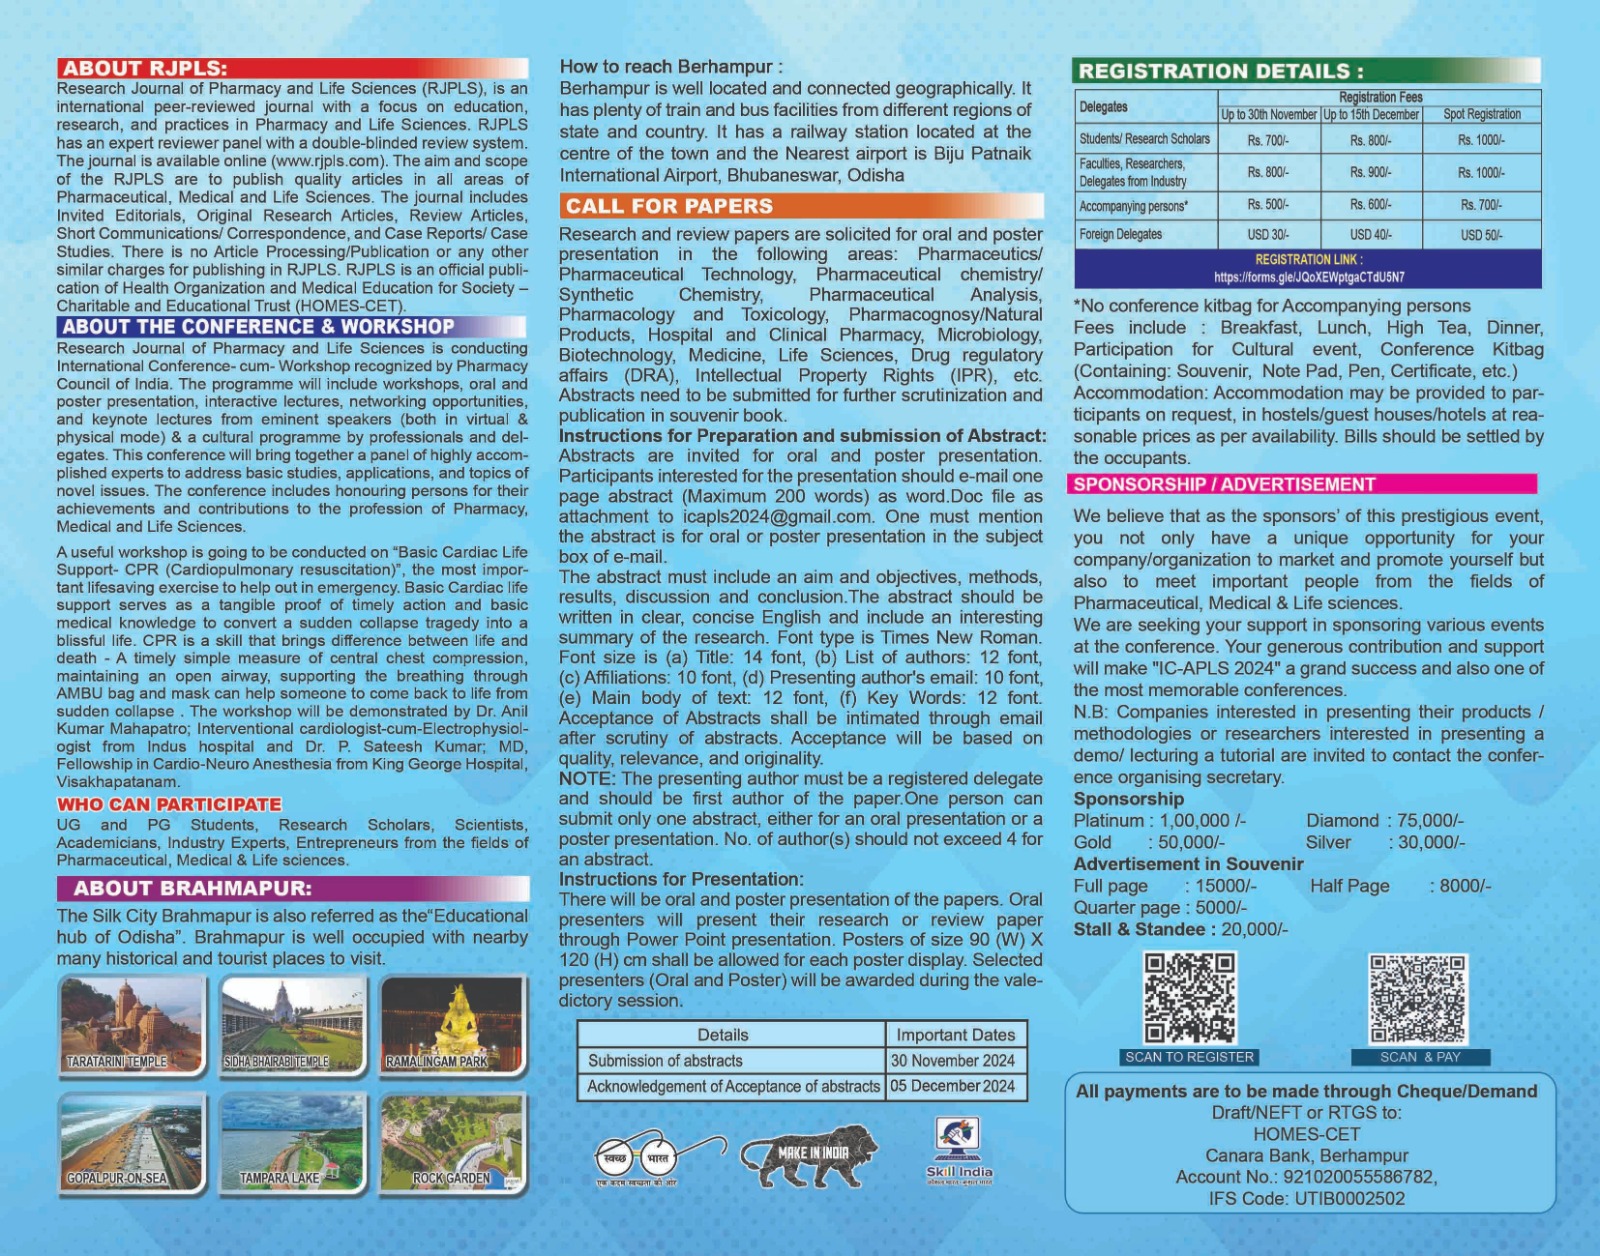 ABOUT RJPLS:
Research Journal of Pharmacy and Life Sciences (RJPLS), is an
international peer-reviewed journal with a focus on education,
research, and practices in Pharmacy and Life Sciences. RJPLS
has an expert reviewer panel with a double-blinded review system.
The journal is available online (www.rjpls.com). The aim and scope
of the RJPLS are to publish quality articles in all areas of
Pharmaceutical, Medical and Life Sciences. The journal includes
Invited Editorials, Original Research Articles, Review Articles,
Short Communications/ Correspondence, and Case Reports/ Case
Studies. There is no Article Processing/Publication or any other
similar charges for publishing in RJPLS. RJPLS is an official publi-
cation of Health Organization and Medical Education for Society –
Charitable and Educational Trust (HOMES-CET).
ABOUT THE CONFERENCE & WORKSHOP
Research Journal of Pharmacy and Life Sciences is conducting
International Conference- cum- Workshop recognized by Pharmacy
Council of India. The programme will include workshops, oral and
poster presentation, interactive lectures, networking opportunities,
and keynote lectures from eminent speakers (both in virtual &
physical mode) & a cultural programme by professionals and del-
egates. This conference will bring together a panel of highly accom-
plished experts to address basic studies, applications, and topics of
novel issues. The conference includes honouring persons for their
achievements and contributions to the profession of Pharmacy,
Medical and Life Sciences.
A useful workshop is going to be conducted on “Basic Cardiac Life
Support- CPR (Cardiopulmonary resuscitation)”, the most impor-
tant lifesaving exercise to help out in emergency. Basic Cardiac life
support serves as a tangible proof of timely action and basic
medical knowledge to convert a sudden collapse tragedy into a
blissful life. CPR is a skill that brings difference between life and
death - A timely simple measure of central chest compression,
maintaining an open airway, supporting the breathing through
AMBU bag and mask can help someone to come back to life from
sudden collapse . The workshop will be demonstrated by Dr. Anil
Kumar Mahapatro; Interventional cardiologist-cum-Electrophysiol-
ogist from Indus hospital and Dr. P. Sateesh Kumar; MD,
Fellowship in Cardio-Neuro Anesthesia from King George Hospital,
Visakhapatanam.
WHO CAN PARTICIPATE
UG and PG Students, Research Scholars, Scientists,
Academicians, Industry Experts, Entrepreneurs from the fields of
Pharmaceutical, Medical & Life sciences.
ABOUT BRAHMAPUR:
The Silk City Brahmapur is also referred as the“Educational
hub of Odisha”. Brahmapur is well occupied with nearby
many historical and tourist places to visit.
TARATARINI TEMPLE
SIDHA BHAIRABI TEMPLE
RAMALINGAM PARK
GOPALPUR-ON-SEA
TAMPARA LAKE
ROCK GARDEN
How to reach Berhampur :
Berhampur is well located and connected geographically. It
has plenty of train and bus facilities from different regions of
state and country. It has a railway station located at the
centre of the town and the Nearest airport is Biju Patnaik
International Airport, Bhubaneswar, Odisha
CALL FOR PAPERS
Research and review papers are solicited for oral and poster
presentation in the following areas: Pharmaceutics/
Pharmaceutical Technology, Pharmaceutical chemistry/
Synthetic Chemistry, Pharmaceutical Analysis,
Pharmacology and Toxicology, Pharmacognosy/Natural
Products, Hospital and Clinical Pharmacy, Microbiology,
Biotechnology, Medicine, Life Sciences, Drug regulatory
affairs (DRA), Intellectual Property Rights (IPR), etc.
Abstracts need to be submitted for further scrutinization and
publication in souvenir book.
Instructions for Preparation and submission of Abstract:
Abstracts are invited for oral and poster presentation.
Participants interested for the presentation should e-mail one
page abstract (Maximum 200 words) as word.Doc file as
attachment to icapls2024@gmail.com. One must mention
the abstract is for oral or poster presentation in the subject
box of e-mail.
The abstract must include an aim and objectives, methods,
results, discussion and conclusion.The abstract should be
written in clear, concise English and include an interesting
summary of the research. Font type is Times New Roman.
Font size is (a) Title: 14 font, (b) List of authors: 12 font,
(c) Affiliations: 10 font, (d) Presenting author's email: 10 font,
(e) Main body of text: 12 font, (f) Key Words: 12 font.
Acceptance of Abstracts shall be intimated through email
after scrutiny of abstracts. Acceptance will be based on
quality, relevance, and originality.
NOTE: The presenting author must be a registered delegate
and should be first author of the paper.One person can
submit only one abstract, either for an oral presentation or a
poster presentation. No. of author(s) should not exceed 4 for
an abstract.
Instructions for Presentation:
There will be oral and poster presentation of the papers. Oral
presenters will present their research or review paper
through Power Point presentation. Posters of size 90 (W) X
120 (H) cm shall be allowed for each poster display. Selected
presenters (Oral and Poster) will be awarded during the vale-
dictory session.
Details Important Dates
Submission of abstracts 30 November 2024
Acknowledgement of Acceptance of abstracts 05 December 2024
स्वच्छ भारत
एक कदम स्वच्छता की ओर
MAKE IN INDIA
Skill India
कौशल भारत - कुशल भारत
REGISTRATION DETAILS :
Delegates Registration Fees
Up to 30th November Up to 15th December Spot Registration
Students/ Research Scholars Rs. 700/- Rs. 800/- Rs. 1000/-
Faculties, Researchers,
Delegates from Industry Rs. 800/- Rs. 900/- Rs. 1000/-
Accompanying persons* Rs. 500/- Rs. 600/- Rs. 700/-
Foreign Delegates USD 30/- USD 40/- USD 50/-
REGISTRATION LINK :
https://forms.gle/JQoXEWptgaCTdU5N7
*No conference kitbag for Accompanying persons
Fees include : Breakfast, Lunch, High Tea, Dinner,
Participation for Cultural event, Conference Kitbag
(Containing: Souvenir, Note Pad, Pen, Certificate, etc.)
Accommodation: Accommodation may be provided to par-
ticipants on request, in hostels/guest houses/hotels at rea-
sonable prices as per availability. Bills should be settled by
the occupants.
SPONSORSHIP / ADVERTISEMENT
We believe that as the sponsors’ of this prestigious event,
you not only have a unique opportunity for your
company/organization to market and promote yourself but
also to meet important people from the fields of
Pharmaceutical, Medical & Life sciences.
We are seeking your support in sponsoring various events
at the conference. Your generous contribution and support
will make "IC-APLS 2024" a grand success and also one of
the most memorable conferences.
N.B: Companies interested in presenting their products /
methodologies or researchers interested in presenting a
demo/ lecturing a tutorial are invited to contact the confer-
ence organising secretary.
Sponsorship
Platinum : 1,00,000 /- Diamond : 75,000/-
Gold : 50,000/- Silver : 30,000/-
Advertisement in Souvenir
Full page : 15000/- Half Page : 8000/-
Quarter page : 5000/-
Stall & Standee : 20,000/-
SCAN TO REGISTER
SCAN & PAY
All payments are to be made through Cheque/Demand
Draft/NEFT or RTGS to:
HOMES-CET
Canara Bank, Berhampur
Account No.: 921020055586782,
IFS Code: UTIB0002502